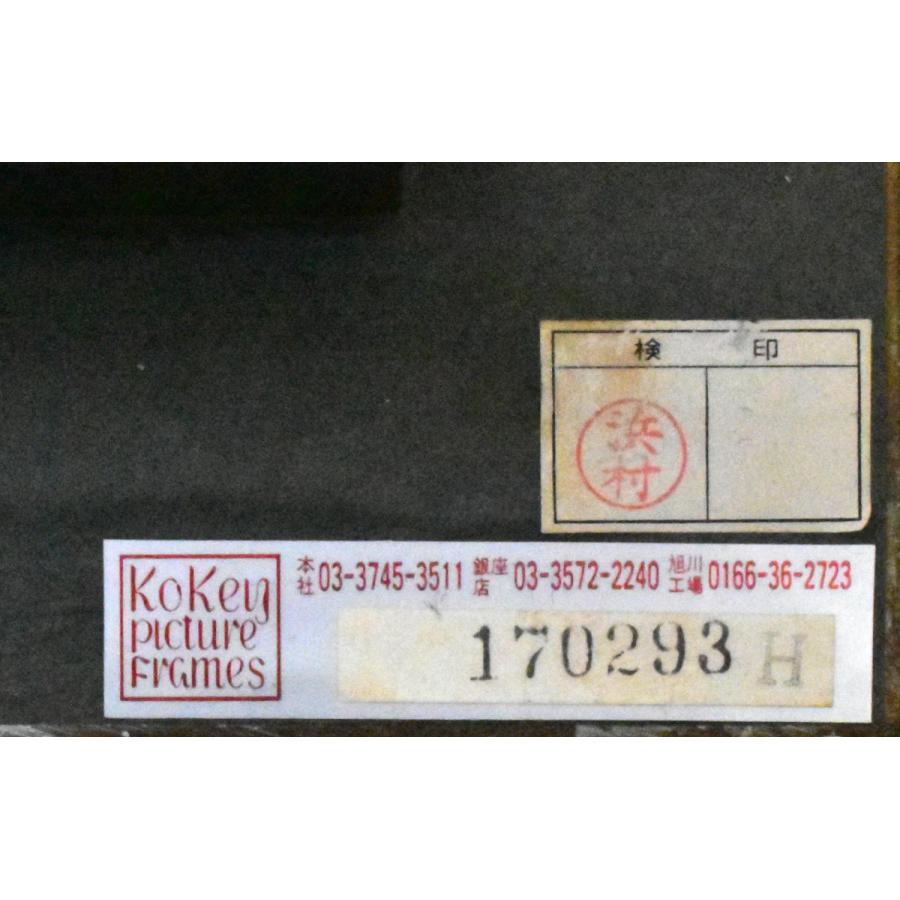 検 印
浜村
KoKey
picture
Frames
本社 03-3745-3511 銀座店 03-3572-2240 旭川工場 0166-36-2723
170293 H